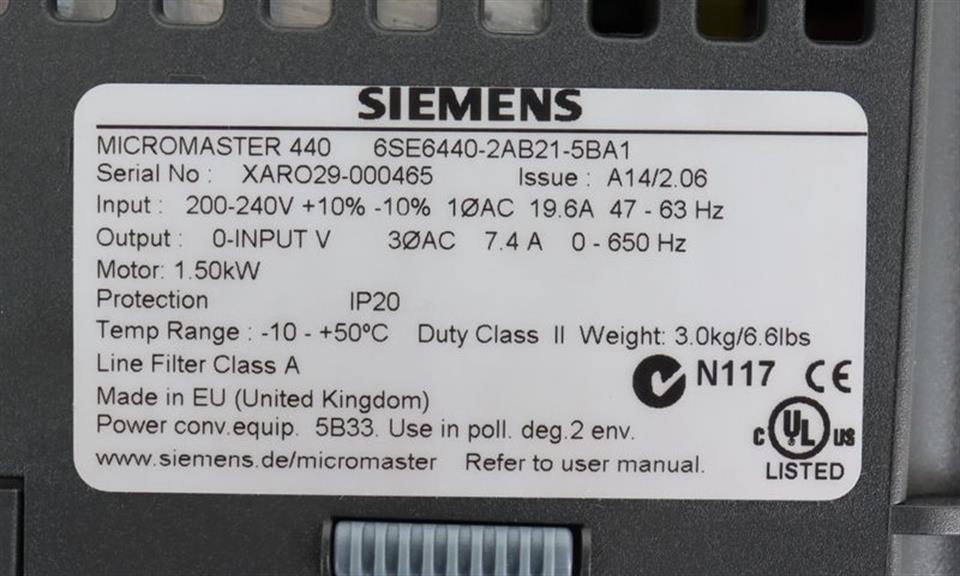 SIEMENS
MICROMASTER 440 6SE6440-2AB21-5BA1
Serial No : XARO29-000465 Issue : A14/2.06
Input : 200-240V +10% -10% 1ØAC 19.6A 47 - 63 Hz
Output : 0-INPUT V 3ØAC 7.4 A 0 - 650 Hz
Motor: 1.50kW
Protection IP20
Temp Range : -10 - +50ºC Duty Class II Weight: 3.0kg/6.6lbs
Line Filter Class A
N117 CE
Made in EU (United Kingdom)
Power conv.equip. 5B33. Use in poll. deg.2 env.
c UL us
www.siemens.de/micromaster Refer to user manual.
LISTED